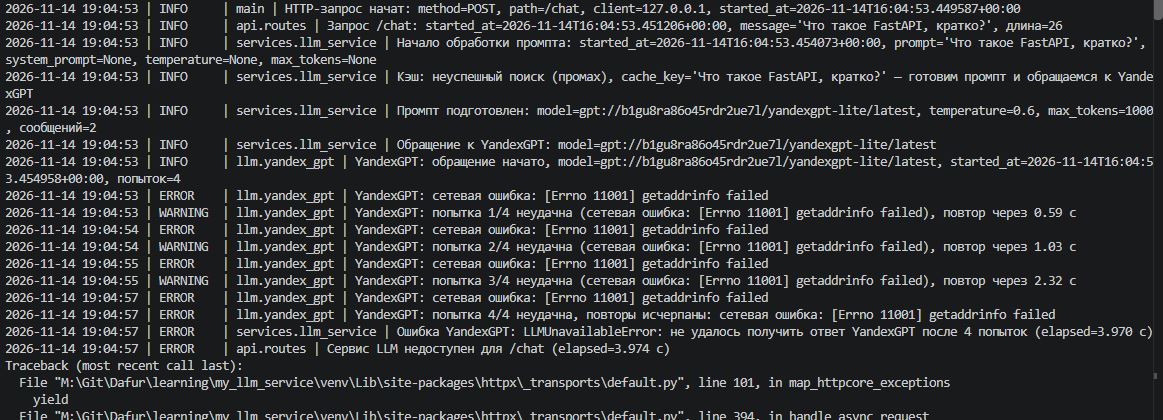 2026-11-14 19:04:53 | INFO     | main | HTTP-запрос начат: method=POST, path=/chat, client=127.0.0.1, started_at=2026-11-14T16:04:53.449587+00:00
2026-11-14 19:04:53 | INFO     | api.routes | Запрос /chat: started_at=2026-11-14T16:04:53.451206+00:00, message='Что такое FastAPI, кратко?', длина=26
2026-11-14 19:04:53 | INFO     | services.llm_service | Начало обработки промпта: started_at=2026-11-14T16:04:53.454073+00:00, prompt='Что такое FastAPI, кратко?',
system_prompt=None, temperature=None, max_tokens=None
2026-11-14 19:04:53 | INFO     | services.llm_service | Кэш: неуспешный поиск (промах), cache_key='Что такое FastAPI, кратко?' — готовим промпт и обращаемся к Yande
xGPT
2026-11-14 19:04:53 | INFO     | services.llm_service | Промпт подготовлен: model=gpt://b1gu8ra86o45rdr2ue7l/yandexgpt-lite/latest, temperature=0.6, max_tokens=1000
, сообщений=2
2026-11-14 19:04:53 | INFO     | services.llm_service | Обращение к YandexGPT: model=gpt://b1gu8ra86o45rdr2ue7l/yandexgpt-lite/latest
2026-11-14 19:04:53 | INFO     | llm.yandex_gpt | YandexGPT: обращение начато, model=gpt://b1gu8ra86o45rdr2ue7l/yandexgpt-lite/latest, started_at=2026-11-14T16:04:5
3.454958+00:00, попыток=4
2026-11-14 19:04:53 | ERROR    | llm.yandex_gpt | YandexGPT: сетевая ошибка: [Errno 11001] getaddrinfo failed
2026-11-14 19:04:53 | WARNING  | llm.yandex_gpt | YandexGPT: попытка 1/4 неудачна (сетевая ошибка: [Errno 11001] getaddrinfo failed), повтор через 0.59 с
2026-11-14 19:04:54 | ERROR    | llm.yandex_gpt | YandexGPT: сетевая ошибка: [Errno 11001] getaddrinfo failed
2026-11-14 19:04:54 | WARNING  | llm.yandex_gpt | YandexGPT: попытка 2/4 неудачна (сетевая ошибка: [Errno 11001] getaddrinfo failed), повтор через 1.03 с
2026-11-14 19:04:55 | ERROR    | llm.yandex_gpt | YandexGPT: сетевая ошибка: [Errno 11001] getaddrinfo failed
2026-11-14 19:04:55 | WARNING  | llm.yandex_gpt | YandexGPT: попытка 3/4 неудачна (сетевая ошибка: [Errno 11001] getaddrinfo failed), повтор через 2.32 с
2026-11-14 19:04:57 | ERROR    | llm.yandex_gpt | YandexGPT: сетевая ошибка: [Errno 11001] getaddrinfo failed
2026-11-14 19:04:57 | ERROR    | llm.yandex_gpt | YandexGPT: попытка 4/4 неудачна, повторы исчерпаны: сетевая ошибка: [Errno 11001] getaddrinfo failed
2026-11-14 19:04:57 | ERROR    | services.llm_service | Ошибка YandexGPT: LLMUnavailableError: не удалось получить ответ YandexGPT после 4 попыток (elapsed=3.970 с)
2026-11-14 19:04:57 | ERROR    | api.routes | Сервис LLM недоступен для /chat (elapsed=3.974 с)
Traceback (most recent call last):
  File "M:\Git\Dafur\learning\my_llm_service\venv\Lib\site-packages\httpx\_transports\default.py", line 101, in map_httpcore_exceptions
    yield
  File "M:\Git\Dafur\learning\my_llm_service\venv\Lib\site-packages\httpx\_transports\default.py", line 394, in handle_async_request